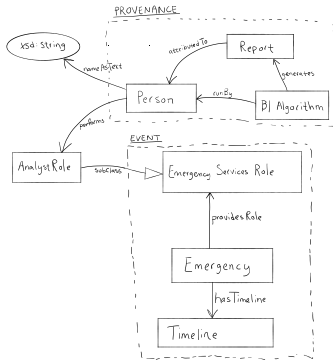 PROVENANCE
xsd:String
attributedTo
Report
nameAsText
generates
Person
runBy
BI Algorithm
performs
EVENT
AnalystRole
subClass
Emergency Services Role
providesRole
Emergency
hasTimeline
Timeline